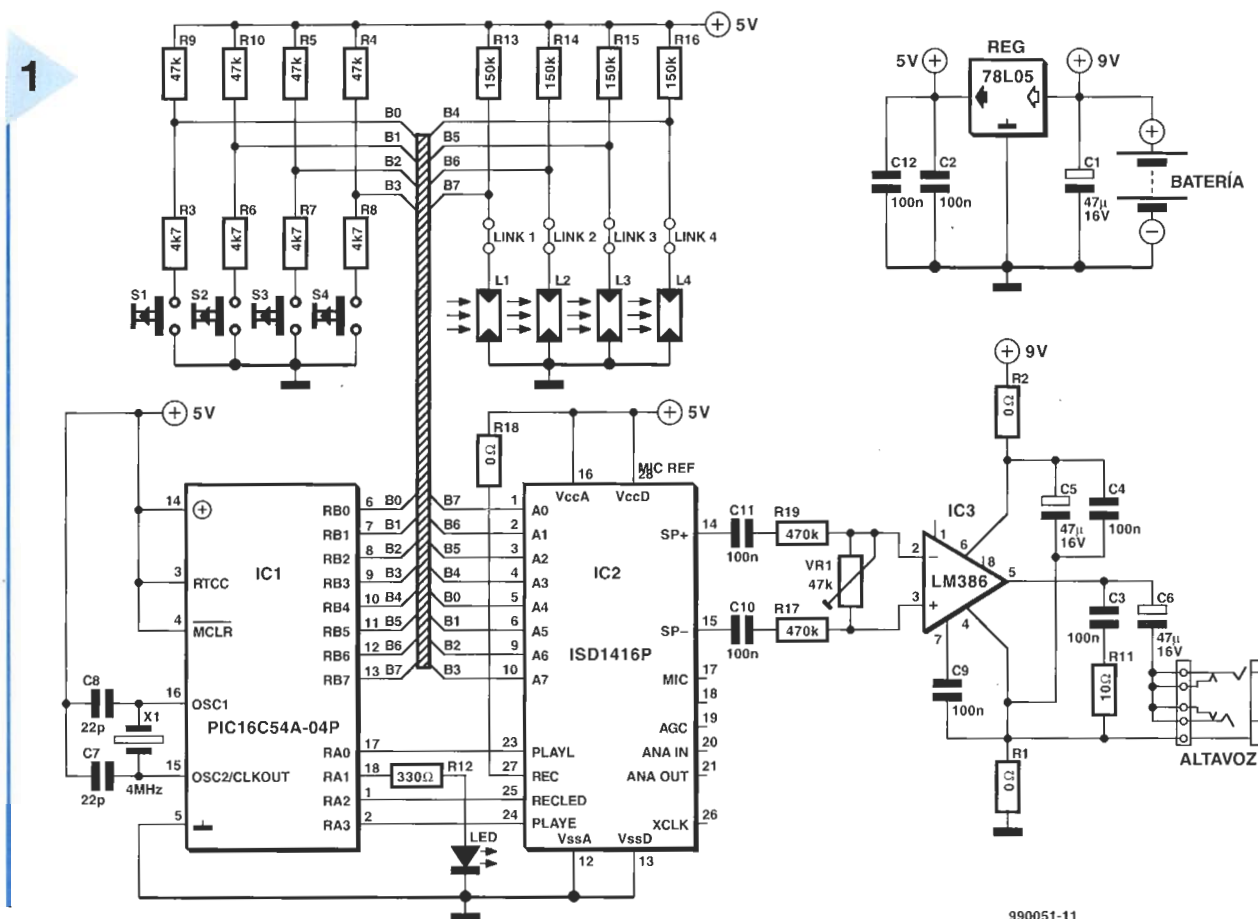 1
5V
R9
R10
R5
R4
R13
R14
R15
R16
47k
47k
47k
47k
150k
150k
150k
150k
B0
B4
B1
B5
B2
B6
B3
B7
R3
R6
R7
R8
4k7
4k7
4k7
4k7
LINK 1
LINK 2
LINK 3
LINK 4
S1
S2
S3
S4
L1
L2
L3
L4
REG
5V
78L05
9V
C12
100n
C2
100n
C1
47µ
16V
BATERÍA
5V
5V
R18
0Ω
16
28
MIC REF
VccA
VccD
14
3
RTCC
4
MCLR
IC1
PIC16C54A-04P
RB0
6
B0
RB1
7
B1
RB2
8
B2
RB3
9
B3
RB4
10
B4
RB5
11
B5
RB6
12
B6
RB7
13
B7
B7
1
A0
B6
2
A1
B5
3
A2
B4
4
A3
B0
5
A4
B1
6
A5
B2
9
A6
B3
10
A7
IC2
ISD1416P
C8
22p
16
OSC1
X1
C7
22p
4MHz
15
OSC2/CLKOUT
5
RA0
17
RA1
18
RA2
1
RA3
2
330Ω
R12
LED
23
PLAYL
27
REC
25
RECLED
24
PLAYE
VssA
VssD
12
13
SP+
14
SP–
15
MIC
17
18
AGC
19
ANA IN
20
ANA OUT
21
XCLK
26
C11
100n
R19
470k
VR1
47k
C10
100n
R17
470k
9V
R2
0Ω
IC3
LM386
1
2
3
4
5
6
7
8
C5
47µ
16V
C4
100n
C9
100n
C3
100n
R11
10Ω
C6
47µ
16V
R1
0Ω
ALTAVOZ
990051-11